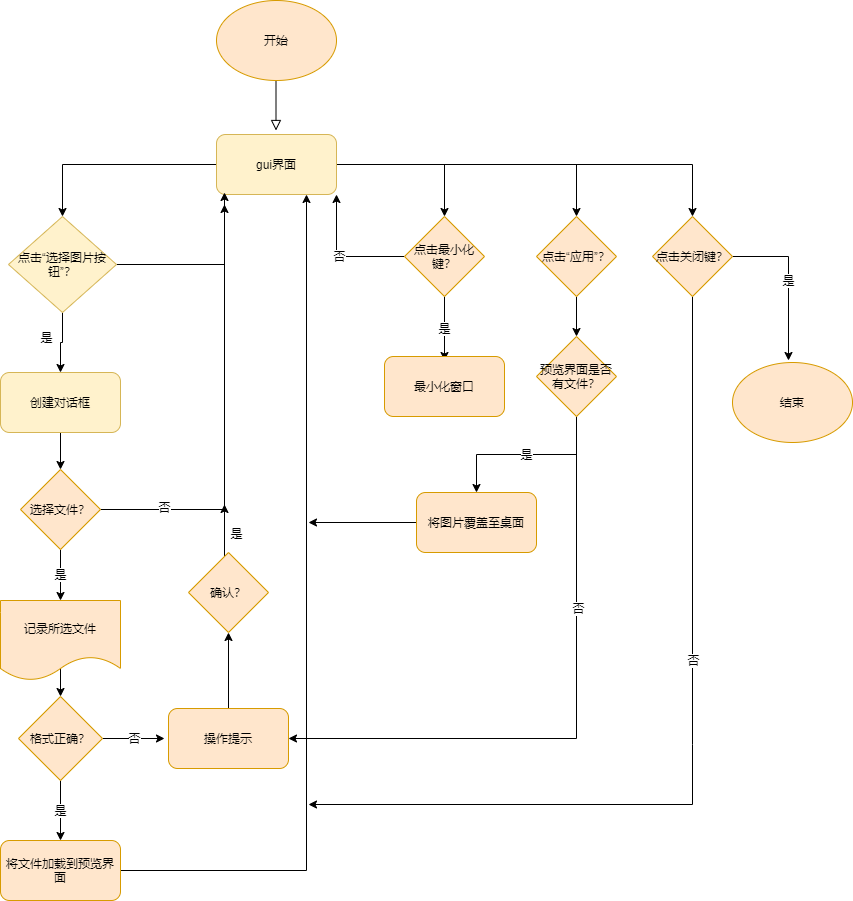 开始
gui界面
点击“选择图片按
钮”？
否
点击最小化
键？
点击“应用”？
点击关闭键？
是
是
是
创建对话框
最小化窗口
预览界面是否
有文件？
结束
是
选择文件？
否
将图片覆盖至桌面
是
是
确认？
否
记录所选文件
否
格式正确？
否
操作提示
是
将文件加载到预览界
面